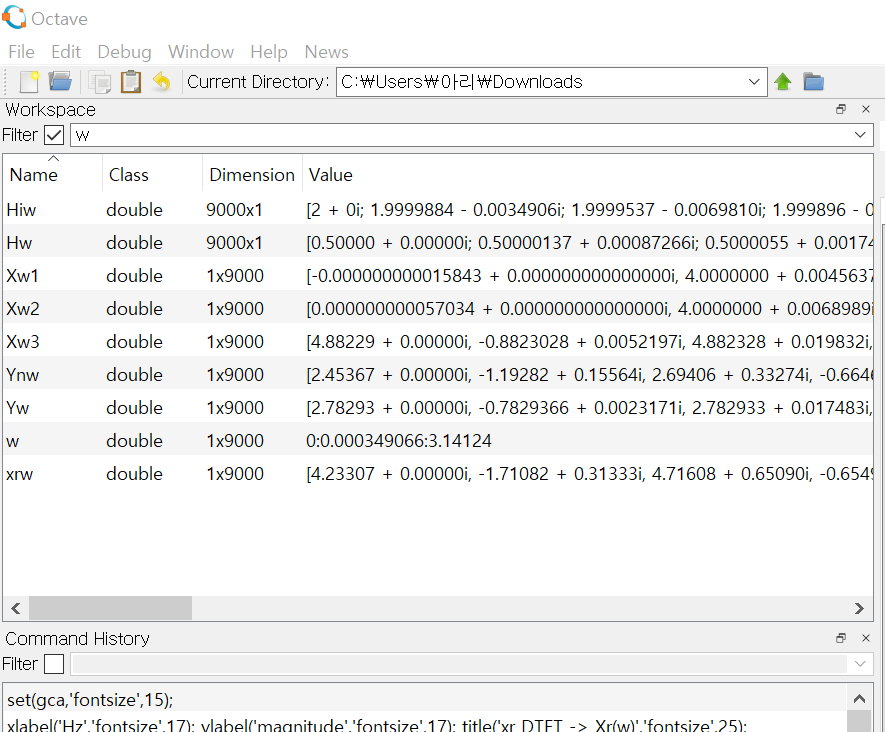 Octave
File Edit Debug Window Help News
Current Directory: C:₩Users₩아리₩Downloads
Workspace
Filter w
Name Class Dimension Value
Hiw double 9000x1 [2 + 0i; 1.9999884 - 0.0034906i; 1.9999537 - 0.0069810i; 1.999896 - 0
Hw double 9000x1 [0.50000 + 0.00000i; 0.50000137 + 0.00087266i; 0.5000055 + 0.00174
Xw1 double 1x9000 [-0.000000000015843 + 0.000000000000000i, 4.0000000 + 0.0045637
Xw2 double 1x9000 [0.000000000057034 + 0.000000000000000i, 4.0000000 + 0.0068989i
Xw3 double 1x9000 [4.88229 + 0.00000i, -0.8823028 + 0.0052197i, 4.882328 + 0.019832i,
Ynw double 1x9000 [2.45367 + 0.00000i, -1.19282 + 0.15564i, 2.69406 + 0.33274i, -0.6646
Yw double 1x9000 [2.78293 + 0.00000i, -0.7829366 + 0.0023171i, 2.782933 + 0.017483i,
w double 1x9000 0:0.000349066:3.14124
xrw double 1x9000 [4.23307 + 0.00000i, -1.71082 + 0.31333i, 4.71608 + 0.65090i, -0.6549
Command History
Filter
set(gca,'fontsize',15);
xlabel('Hz','fontsize',17); ylabel('magnitude','fontsize',17); title('xr DTFT -> Xr(w)','fontsize',25);